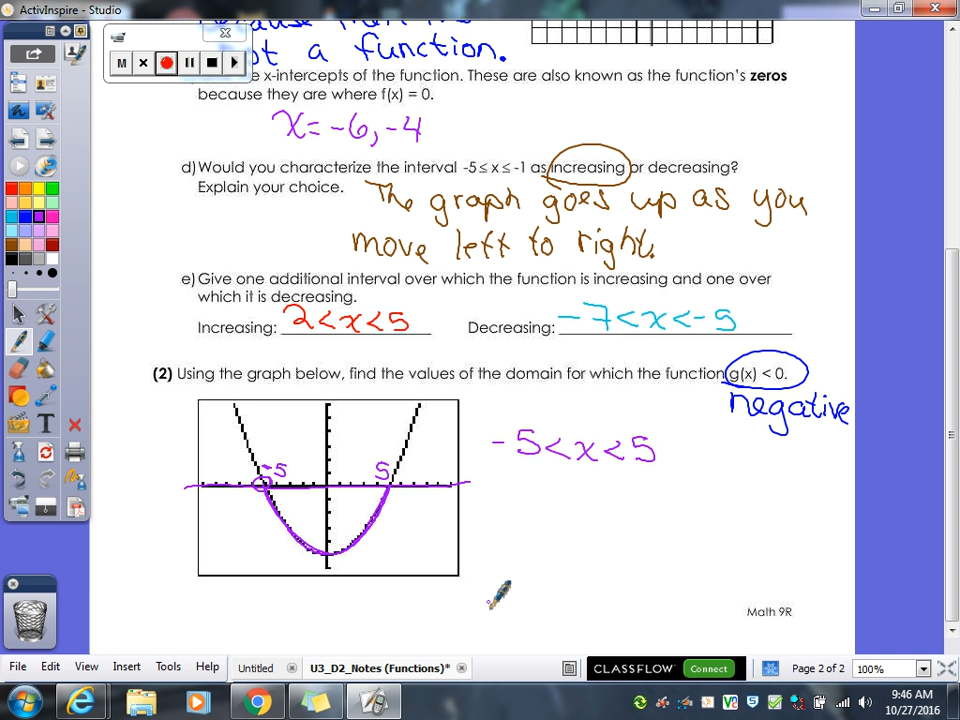 ActivInspire - Studio
not a function.
x-intercepts of the function. These are also known as the function's zeros
because they are where f(x) = 0.
x = -6, -4
d) Would you characterize the interval -5 ≤ x ≤ -1 as increasing or decreasing?
Explain your choice.
The graph goes up as you
move left to right.
e) Give one additional interval over which the function is increasing and one over
which it is decreasing.
Increasing: 2 < x < 5 Decreasing: -7 < x < -5
(2) Using the graph below, find the values of the domain for which the function g(x) < 0.
negative
-5 < x < 5
-5 5
Math 9R
File Edit View Insert Tools Help Untitled U3_D2_Notes (Functions)* CLASSFLOW Connect Page 2 of 2 100%
9:46 AM
10/27/2016